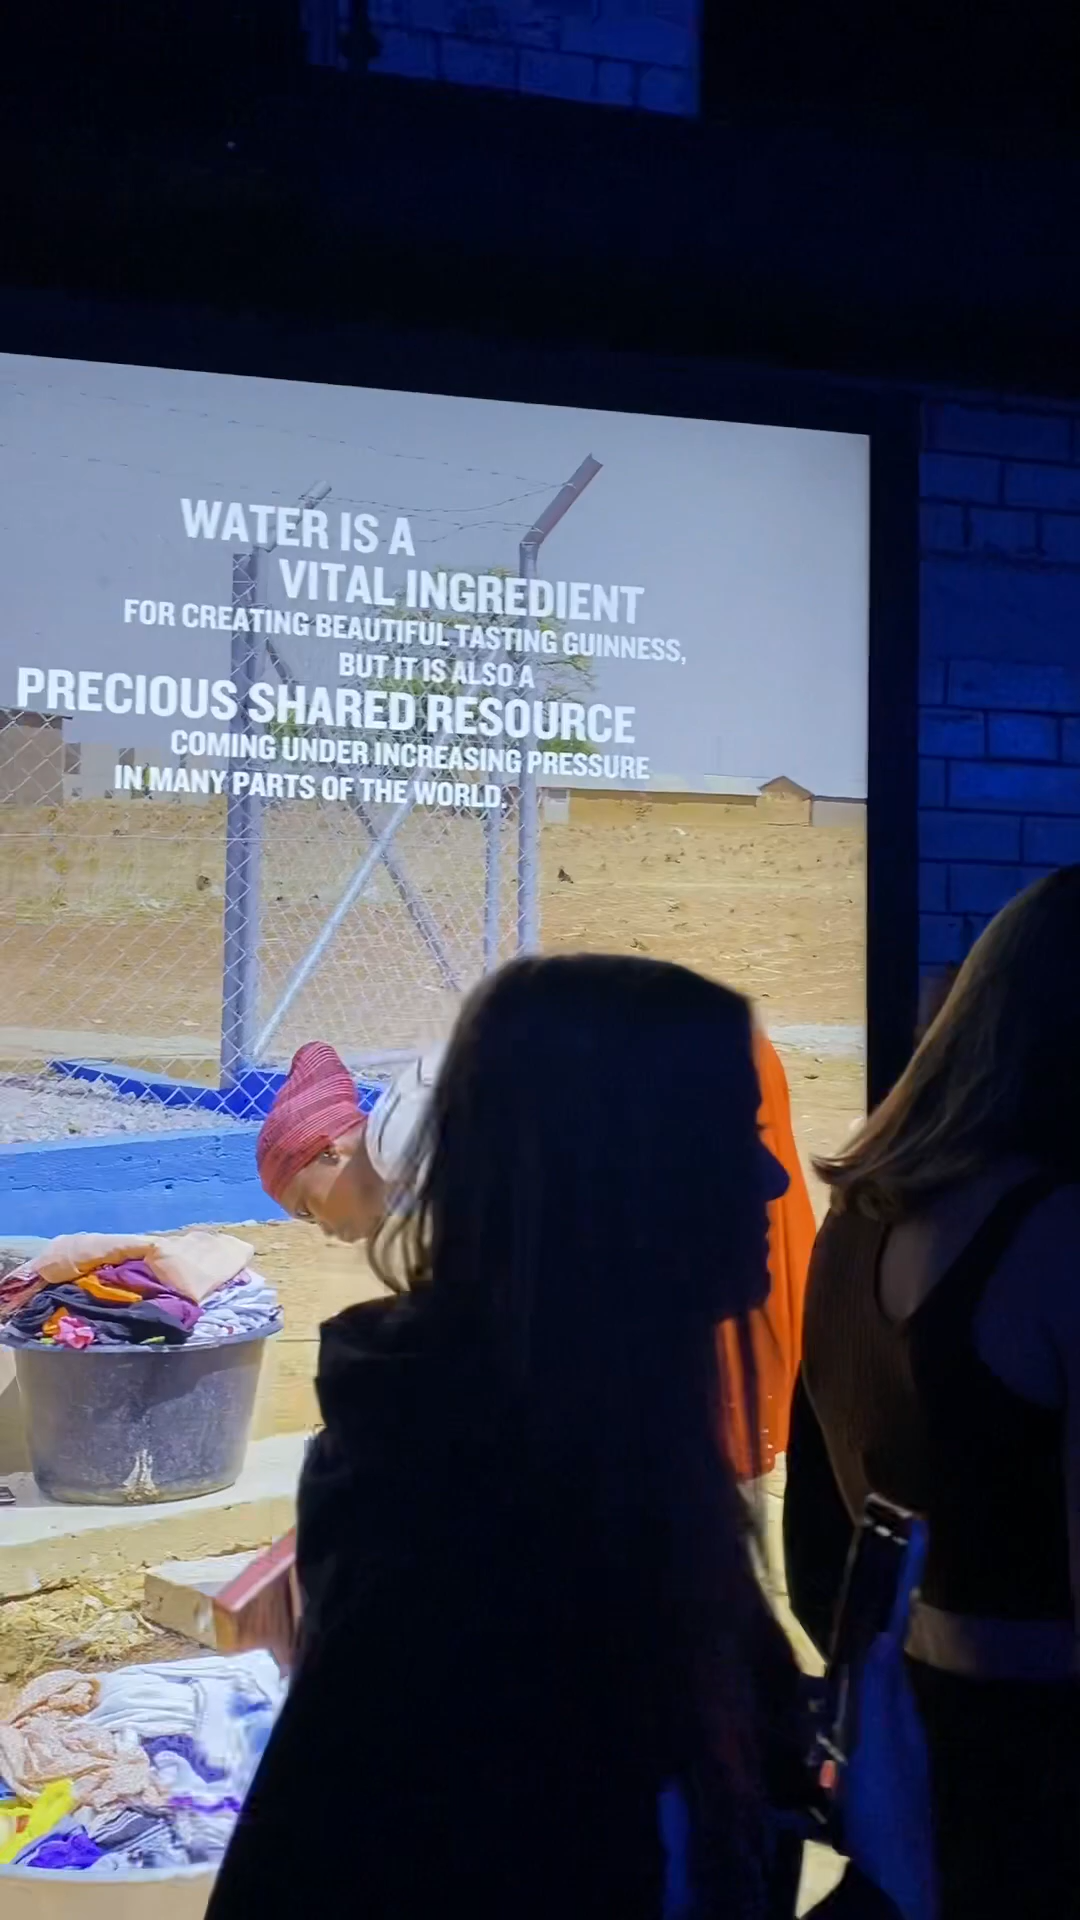 WATER IS A
VITAL INGREDIENT
FOR CREATING BEAUTIFUL TASTING GUINNESS,
BUT IT IS ALSO A
PRECIOUS SHARED RESOURCE
COMING UNDER INCREASING PRESSURE
IN MANY PARTS OF THE WORLD.